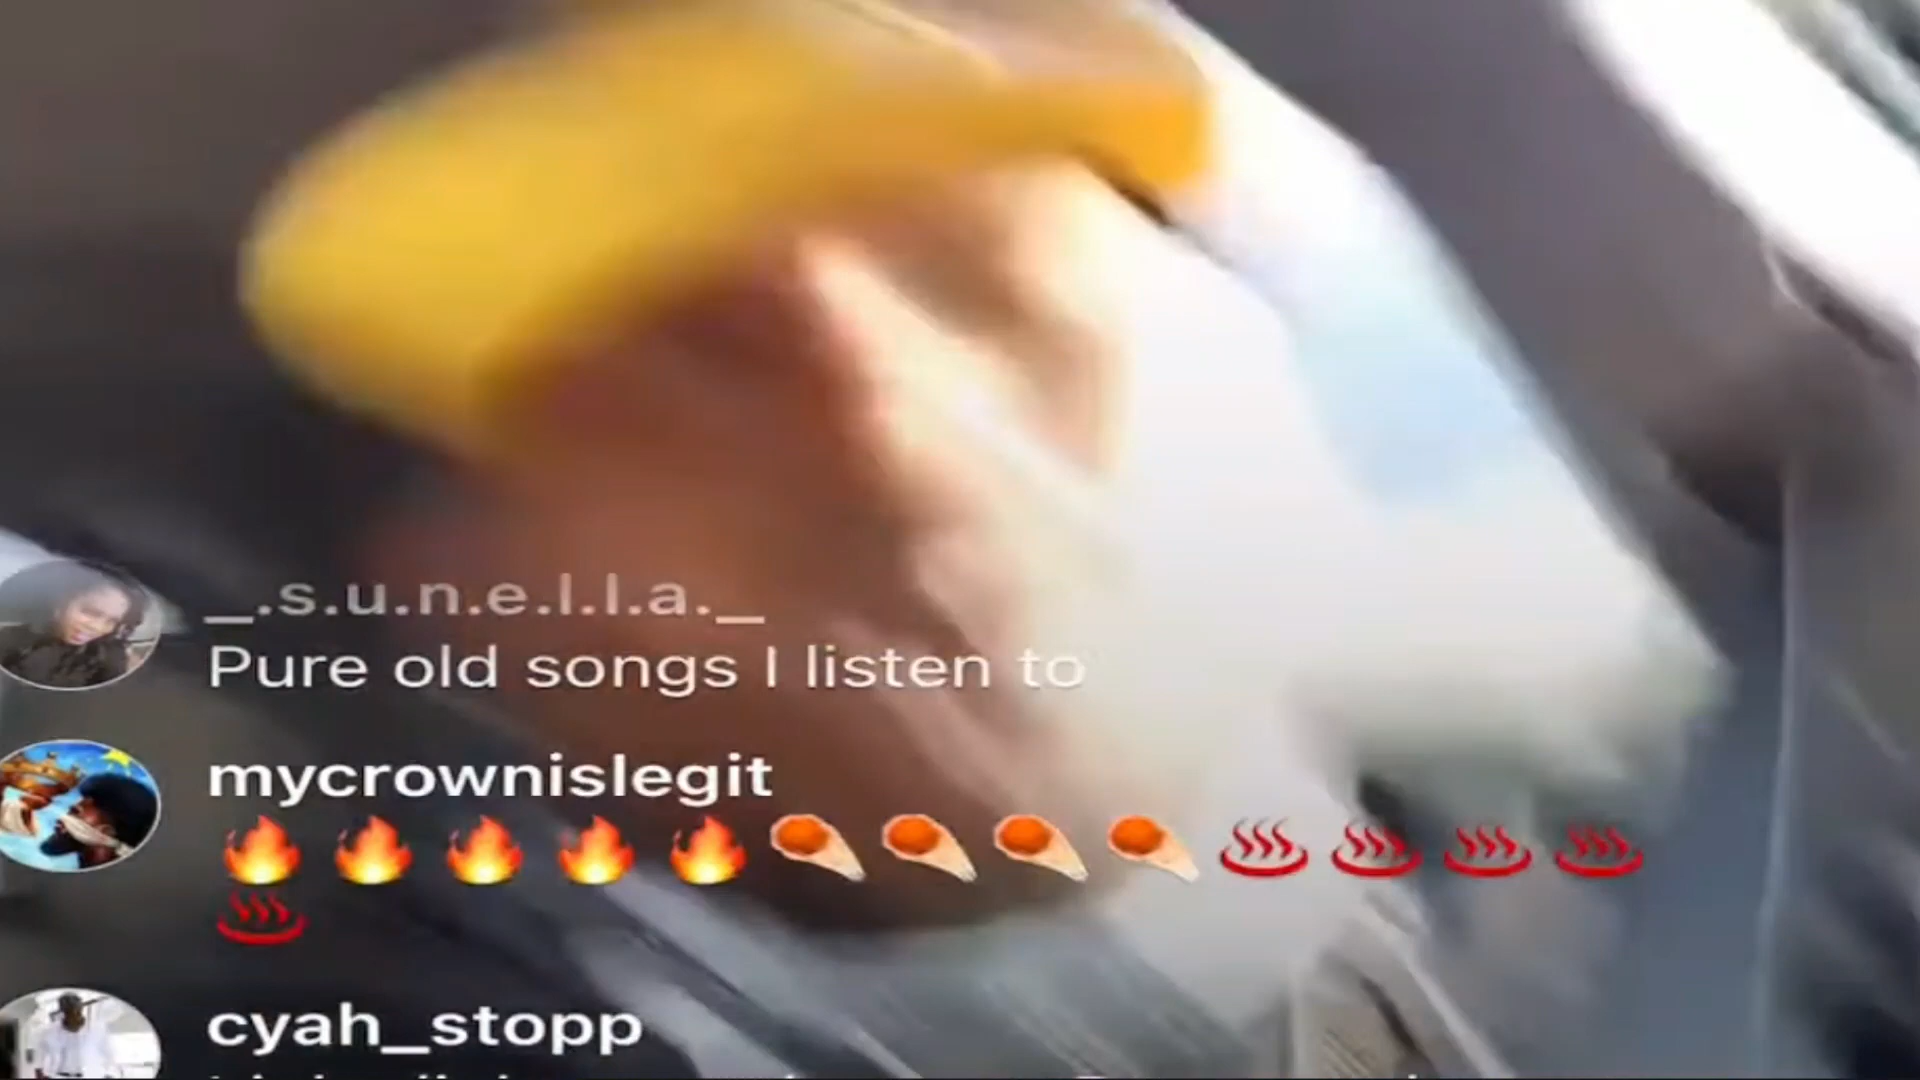 _.s.u.n.e.l.l.a._
Pure old songs I listen to
mycrownislegit
🔥🔥🔥🔥🔥☄️☄️☄️☄️♨️♨️♨️♨️
♨️
cyah_stopp